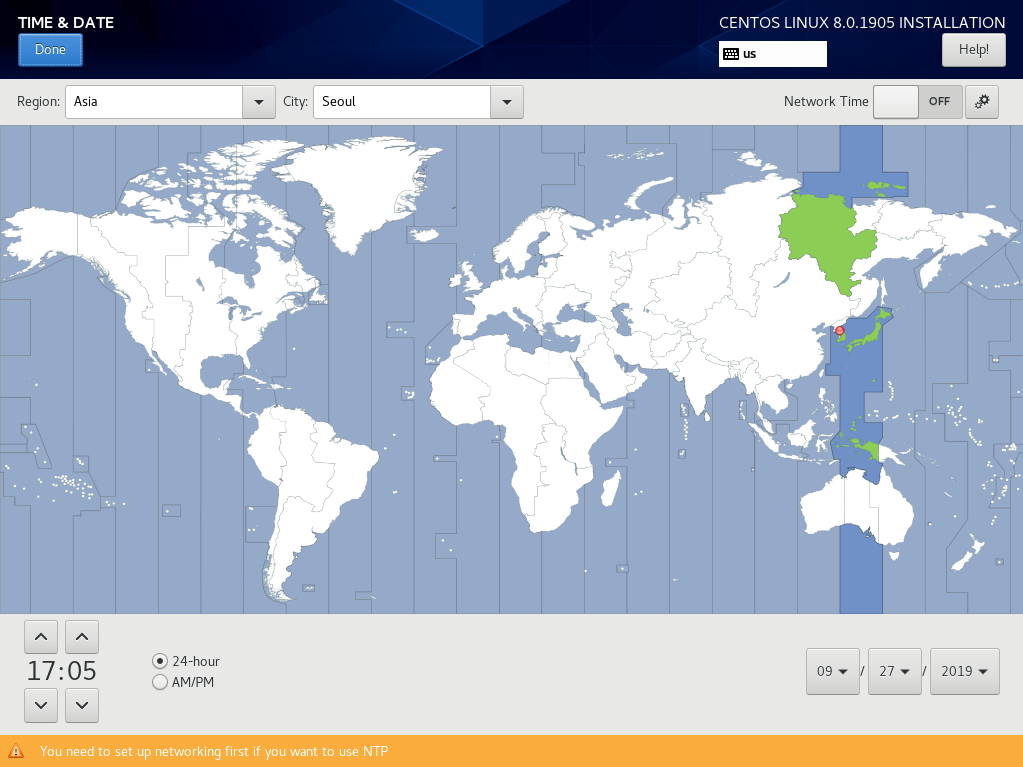 TIME & DATE
CENTOS LINUX 8.0.1905 INSTALLATION
Done
us
Help!
Region: Asia City: Seoul Network Time OFF
17:05
24-hour
AM/PM
09 / 27 / 2019
You need to set up networking first if you want to use NTP